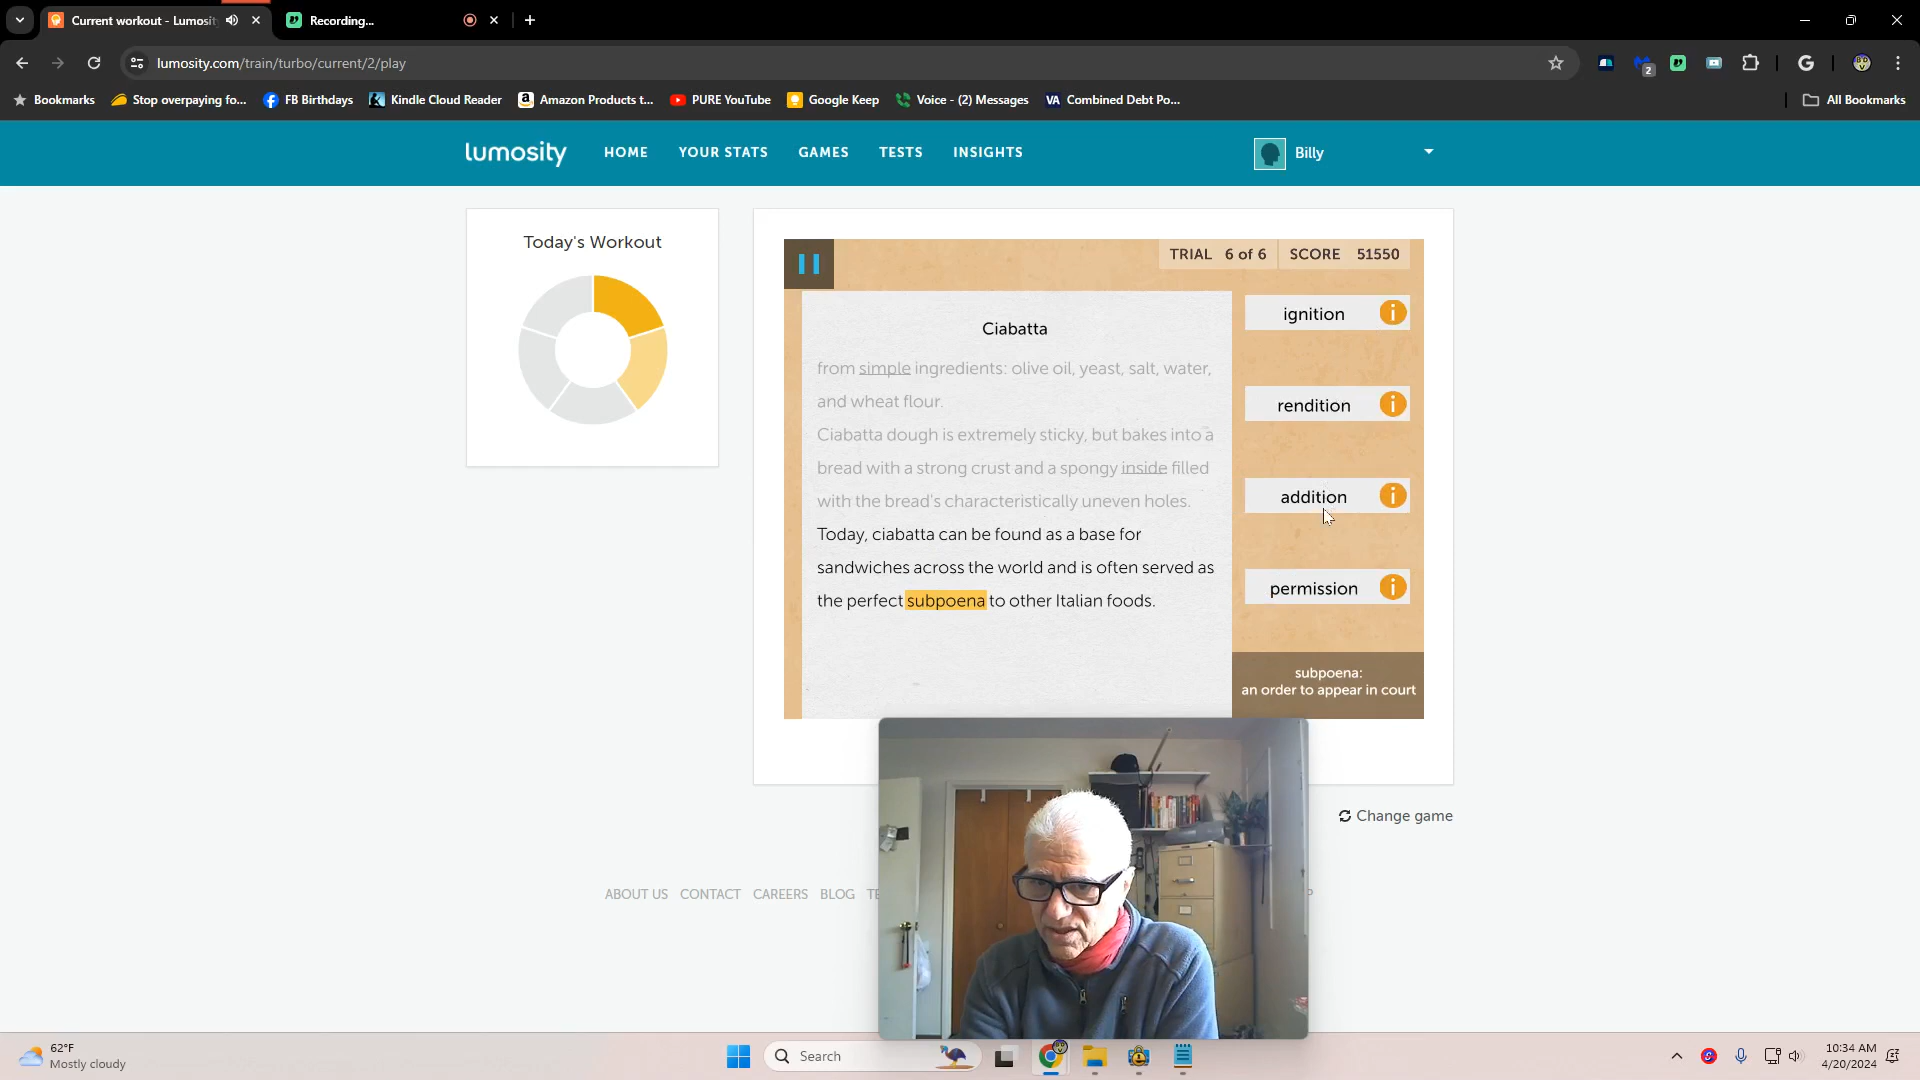 Current workout - Lumosit
Recording...
lumosity.com/train/turbo/current/2/play
2
Bookmarks
Stop overpaying fo...
FB Birthdays
Kindle Cloud Reader
Amazon Products t...
PURE YouTube
Google Keep
Voice - (2) Messages
VA Combined Debt Po...
All Bookmarks
lumosity
HOME
YOUR STATS
GAMES
TESTS
INSIGHTS
Billy
Today's Workout
TRIAL 6 of 6
SCORE 51550
Ciabatta
from simple ingredients: olive oil, yeast, salt, water,
and wheat flour.
Ciabatta dough is extremely sticky, but bakes into a
bread with a strong crust and a spongy inside filled
with the bread's characteristically uneven holes.
Today, ciabatta can be found as a base for
sandwiches across the world and is often served as
the perfect subpoena to other Italian foods.
ignition
rendition
addition
permission
subpoena:
an order to appear in court
Change game
ABOUT US
CONTACT
CAREERS
BLOG
62°F
Mostly cloudy
Search
10:34 AM
4/20/2024